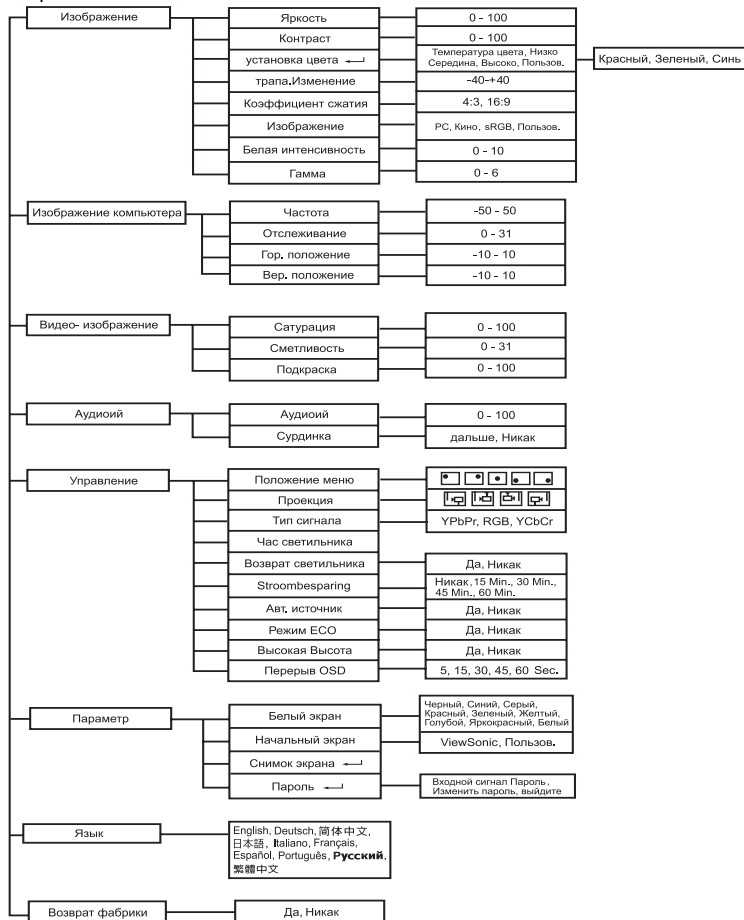 Изображение
Яркость
0 - 100
Контраст
0 - 100
установка цвета
Температура цвета, Низко
Середина, Высоко, Пользов.
Красный, Зеленый, Синь
трапа.Изменение
-40-+40
Коэффициент сжатия
4:3, 16:9
Изображение
PC, Кино, sRGB, Пользов.
Белая интенсивность
0 - 10
Гамма
0 - 6
Изображение компьютера
Частота
-50 - 50
Отслеживание
0 - 31
Гор. положение
-10 - 10
Вер. положение
-10 - 10
Видео- изображение
Сатурация
0 - 100
Сметливость
0 - 31
Подкраска
0 - 100
Аудиоий
Аудиоий
0 - 100
Сурдинка
дальше, Никак
Управление
Положение меню
Проекция
Тип сигнала
YPbPr, RGB, YCbCr
Час светильника
Возврат светильника
Да, Никак
Stroombesparing
Никак,15 Min., 30 Min.,
45 Min., 60 Min.
Авт. источник
Да, Никак
Режим ECO
Да, Никак
Высокая Высота
Да, Никак
Перерыв OSD
5, 15, 30, 45, 60 Sec.
Параметр
Белый экран
Черный, Синий, Серый,
Красный, Зеленый, Желтый,
Голубой, Яркокрасный, Белый
Начальный экран
ViewSonic, Пользов.
Снимок экрана
Пароль
Входной сигнал Пароль,
Изменить пароль, выйдите
Язык
English, Deutsch, 简体中文,
日本語, Italiano, Français,
Español, Português, Русский,
繁體中文
Возврат фабрики
Да, Никак